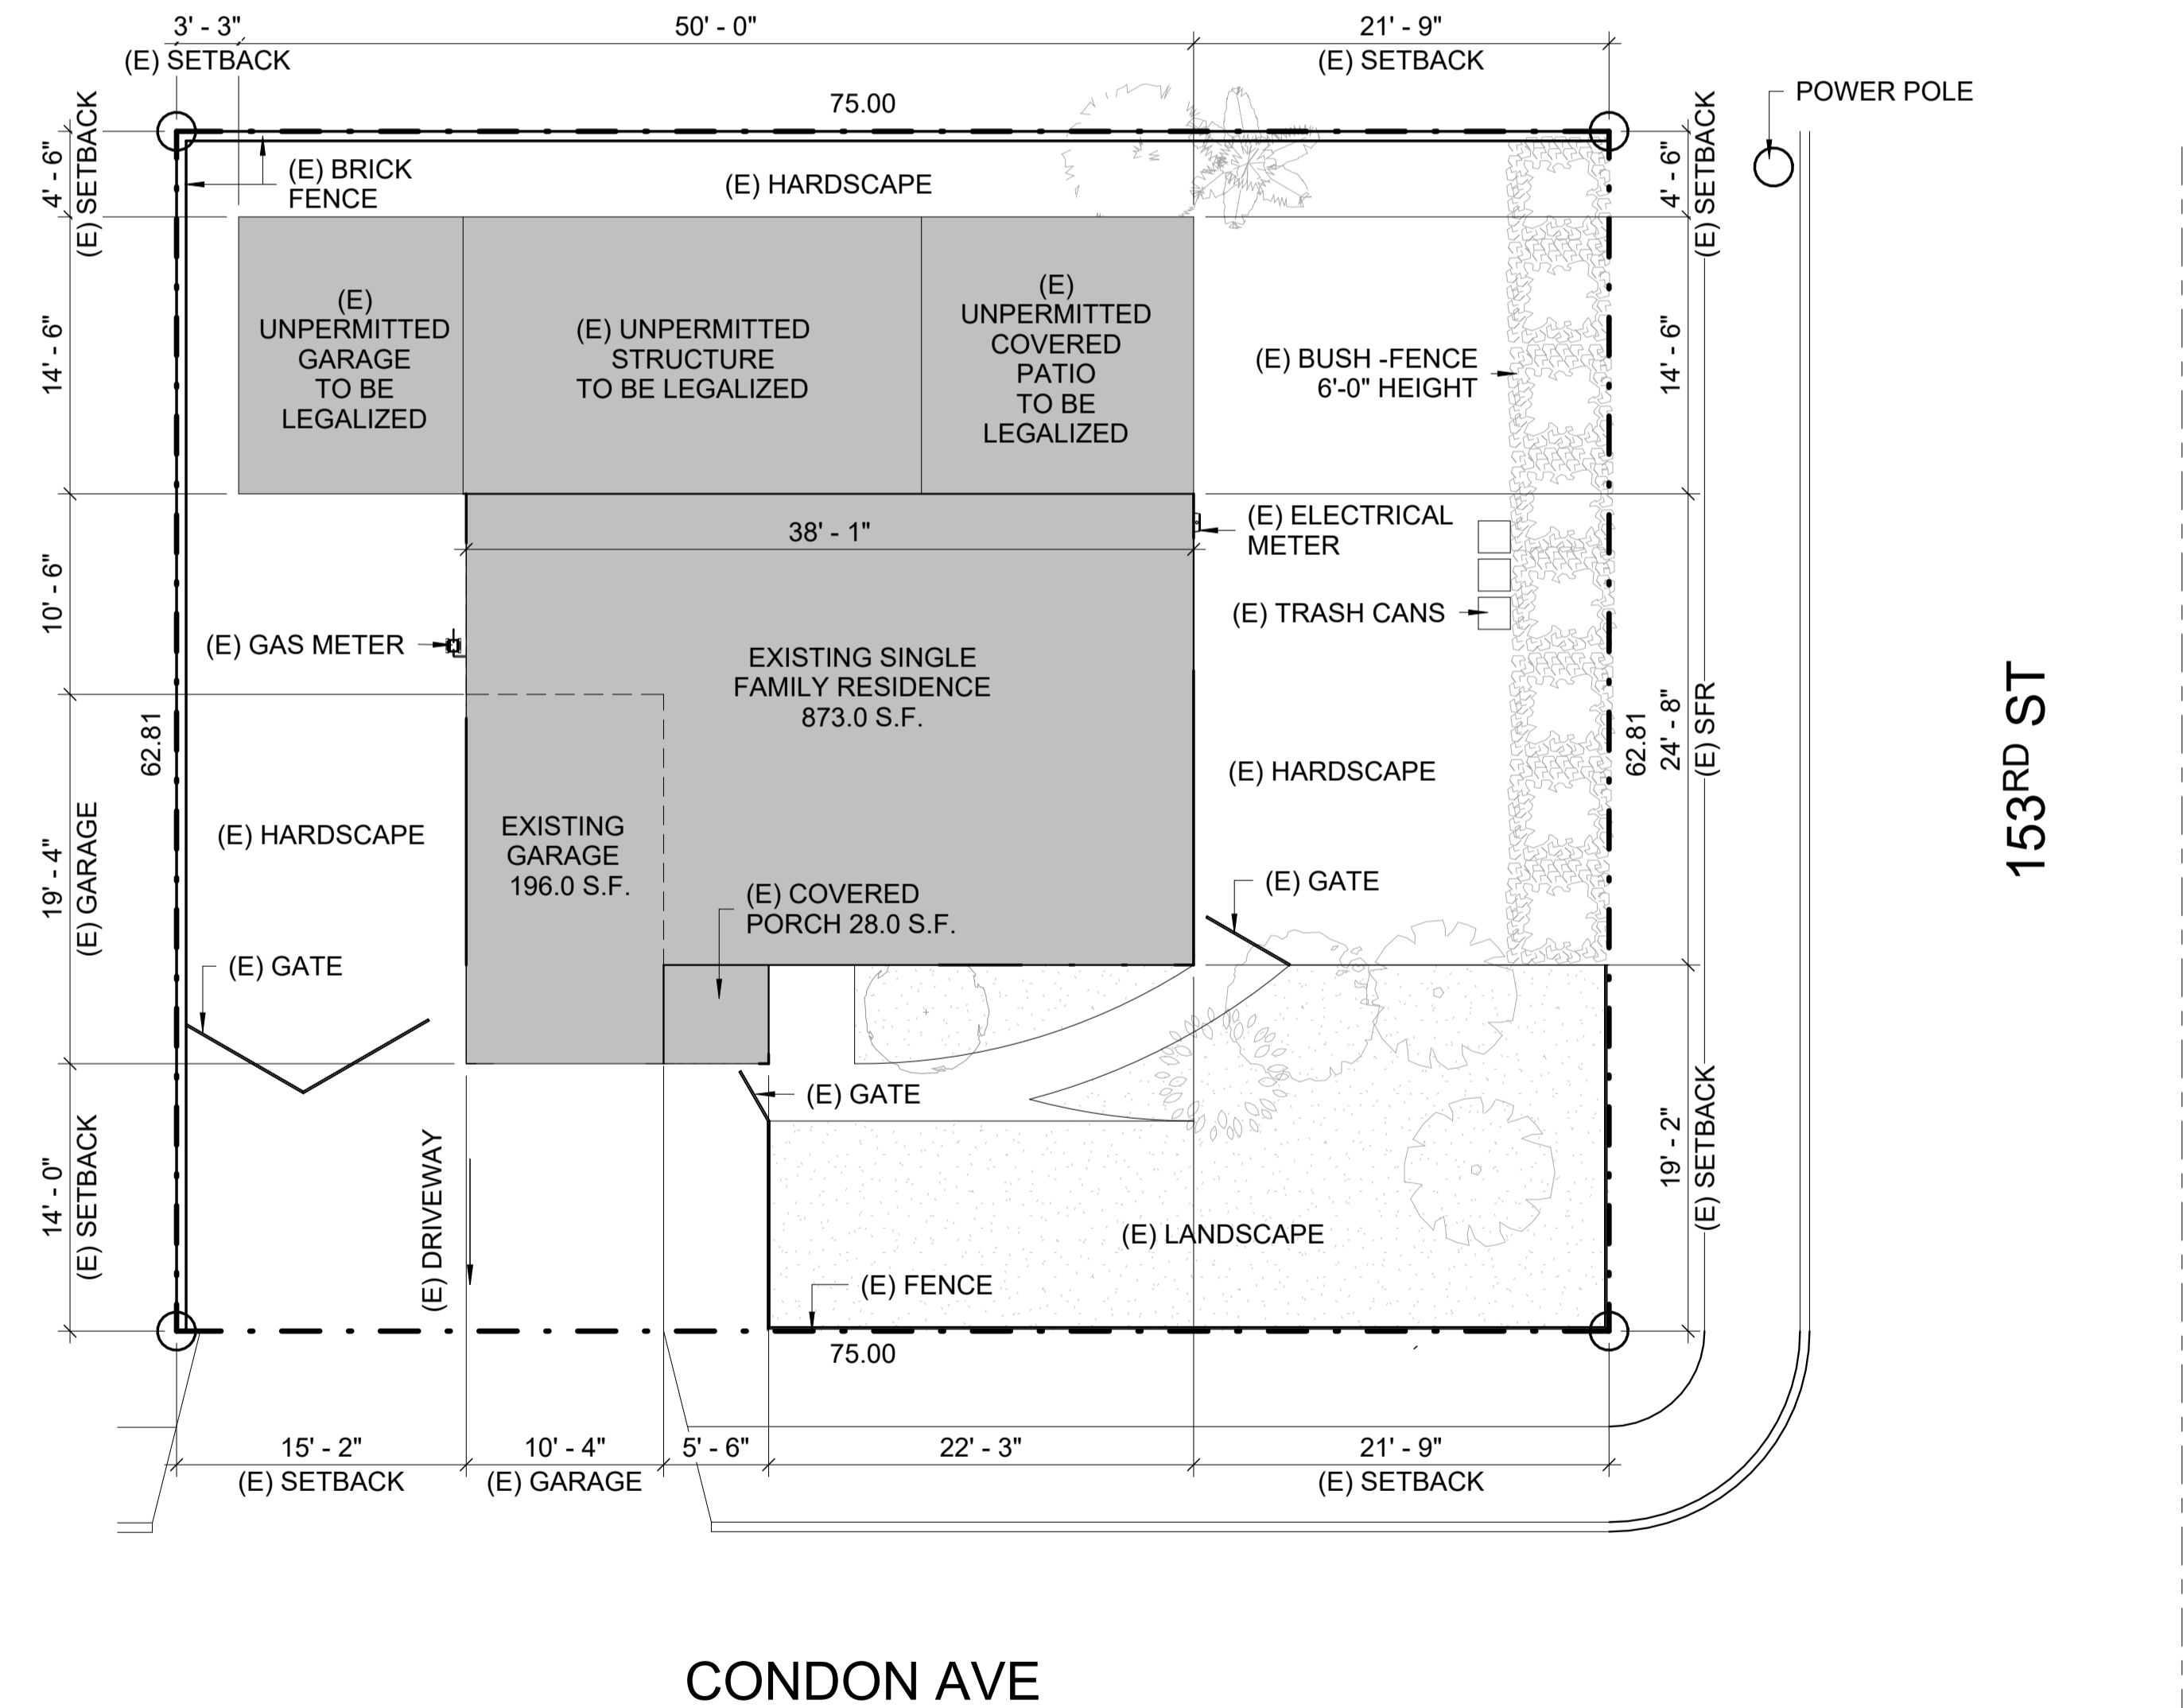 3' - 3"
50' - 0"
21' - 9"
(E) SETBACK
(E) SETBACK
75.00
POWER POLE
4' - 6"
(E) SETBACK
(E) BRICK
FENCE
(E) HARDSCAPE
4' - 6"
(E) SETBACK
14' - 6"
(E)
UNPERMITTED
GARAGE
TO BE
LEGALIZED
(E) UNPERMITTED
STRUCTURE
TO BE LEGALIZED
(E)
UNPERMITTED
COVERED
PATIO
TO BE
LEGALIZED
(E) BUSH -FENCE
6'-0" HEIGHT
14' - 6"
38' - 1"
(E) ELECTRICAL
METER
10' - 6"
(E) TRASH CANS
(E) GAS METER
EXISTING SINGLE
FAMILY RESIDENCE
873.0 S.F.
62.81
62.81
24' - 8"
(E) SFR
153RD ST
(E) HARDSCAPE
19' - 4"
(E) GARAGE
(E) HARDSCAPE
EXISTING
GARAGE
196.0 S.F.
(E) COVERED
PORCH 28.0 S.F.
(E) GATE
(E) GATE
(E) GATE
14' - 0"
(E) SETBACK
(E) DRIVEWAY
19' - 2"
(E) SETBACK
(E) LANDSCAPE
(E) FENCE
75.00
15' - 2"
10' - 4"
5' - 6"
22' - 3"
21' - 9"
(E) SETBACK
(E) GARAGE
(E) SETBACK
CONDON AVE